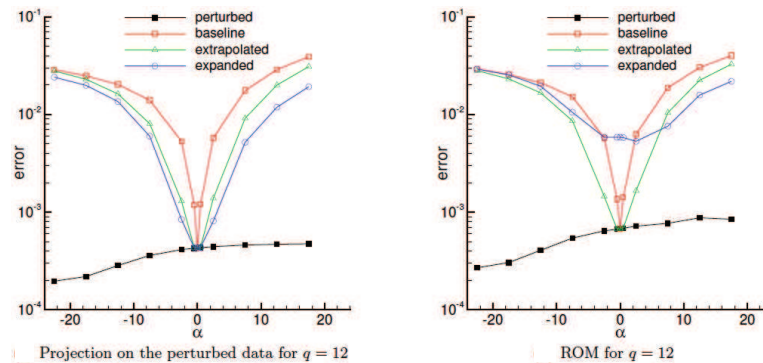 10^-1
perturbed
baseline
extrapolated
expanded
10^-2
error
10^-3
10^-4
-20
-10
0
10
20
α
Projection on the perturbed data for q = 12
10^-1
perturbed
baseline
extrapolated
expanded
10^-2
error
10^-3
10^-4
-20
-10
0
10
20
α
ROM for q = 12